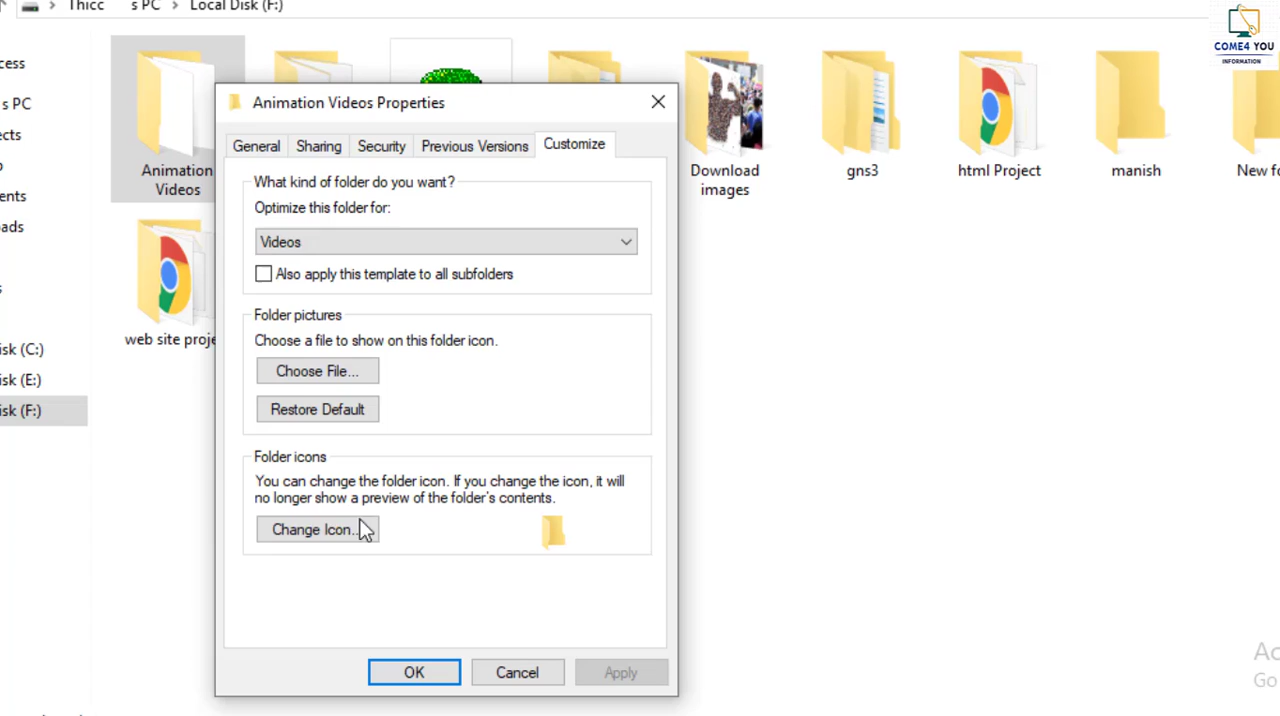 Thicc s PC > Local Disk (F:)
COME4 YOU
INFORMATION
Animation Videos Properties
General Sharing Security Previous Versions Customize
What kind of folder do you want?
Optimize this folder for:
Videos
Also apply this template to all subfolders
Folder pictures
Choose a file to show on this folder icon.
Choose File...
Restore Default
Folder icons
You can change the folder icon. If you change the icon, it will
no longer show a preview of the folder's contents.
Change Icon...
OK Cancel Apply
cess
s PC
ects
ents
oads
s
isk (C:)
isk (E:)
isk (F:)
Animation
Videos
Download
images
gns3
html Project
manish
New fo
web site proje
Ac
Go